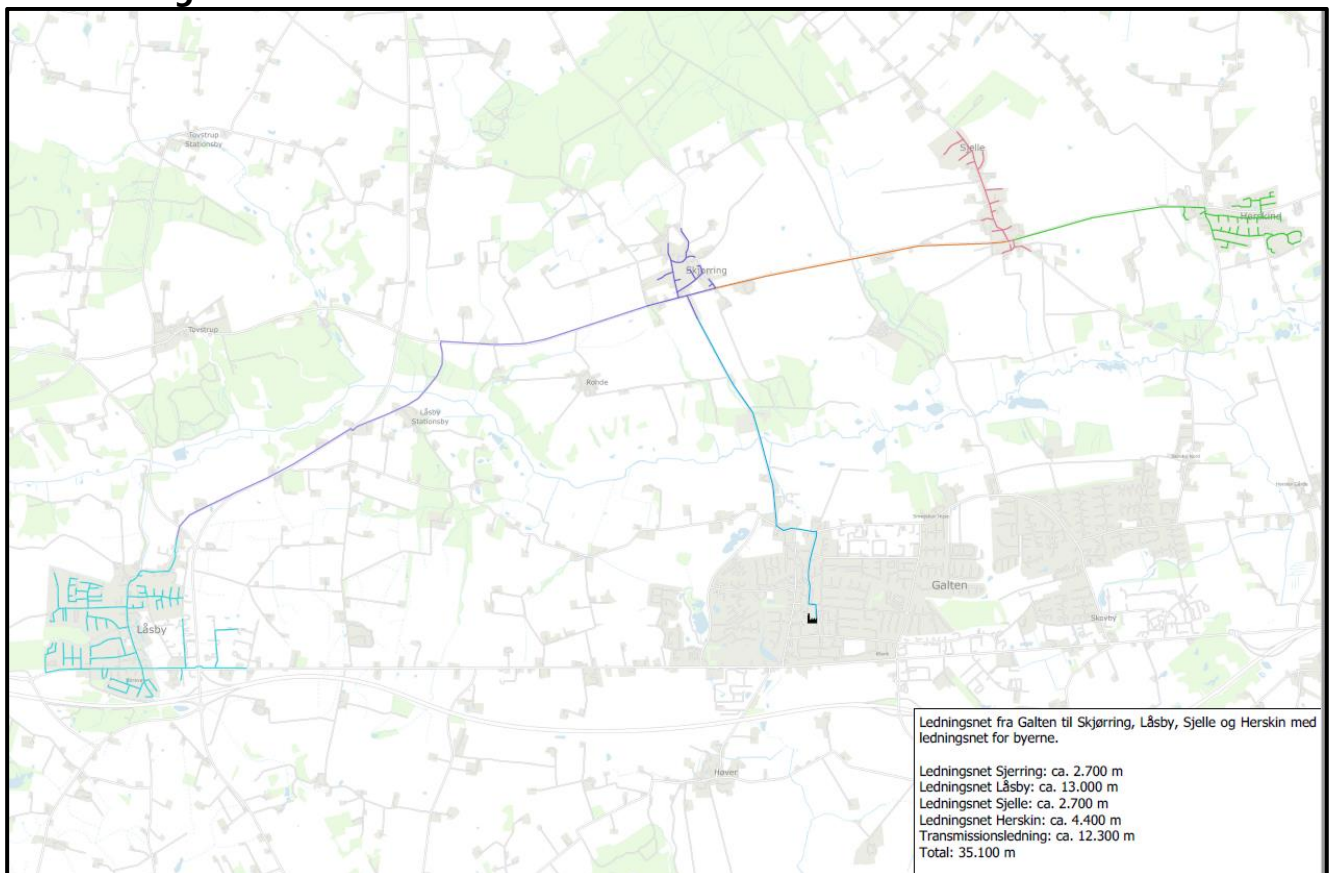 Tovstrup
Stationsby
Sjelle
Herskind
Skjørring
Tovstrup
Rønde
Låsby
Stationsby
Galten
Skovby
Låsby
Høver
Ledningsnet fra Galten til Skjørring, Låsby, Sjelle og Herskin med
ledningsnet for byerne.
Ledningsnet Sjerring: ca. 2.700 m
Ledningsnet Låsby: ca. 13.000 m
Ledningsnet Sjelle: ca. 2.700 m
Ledningsnet Herskin: ca. 4.400 m
Transmissionsledning: ca. 12.300 m
Total: 35.100 m